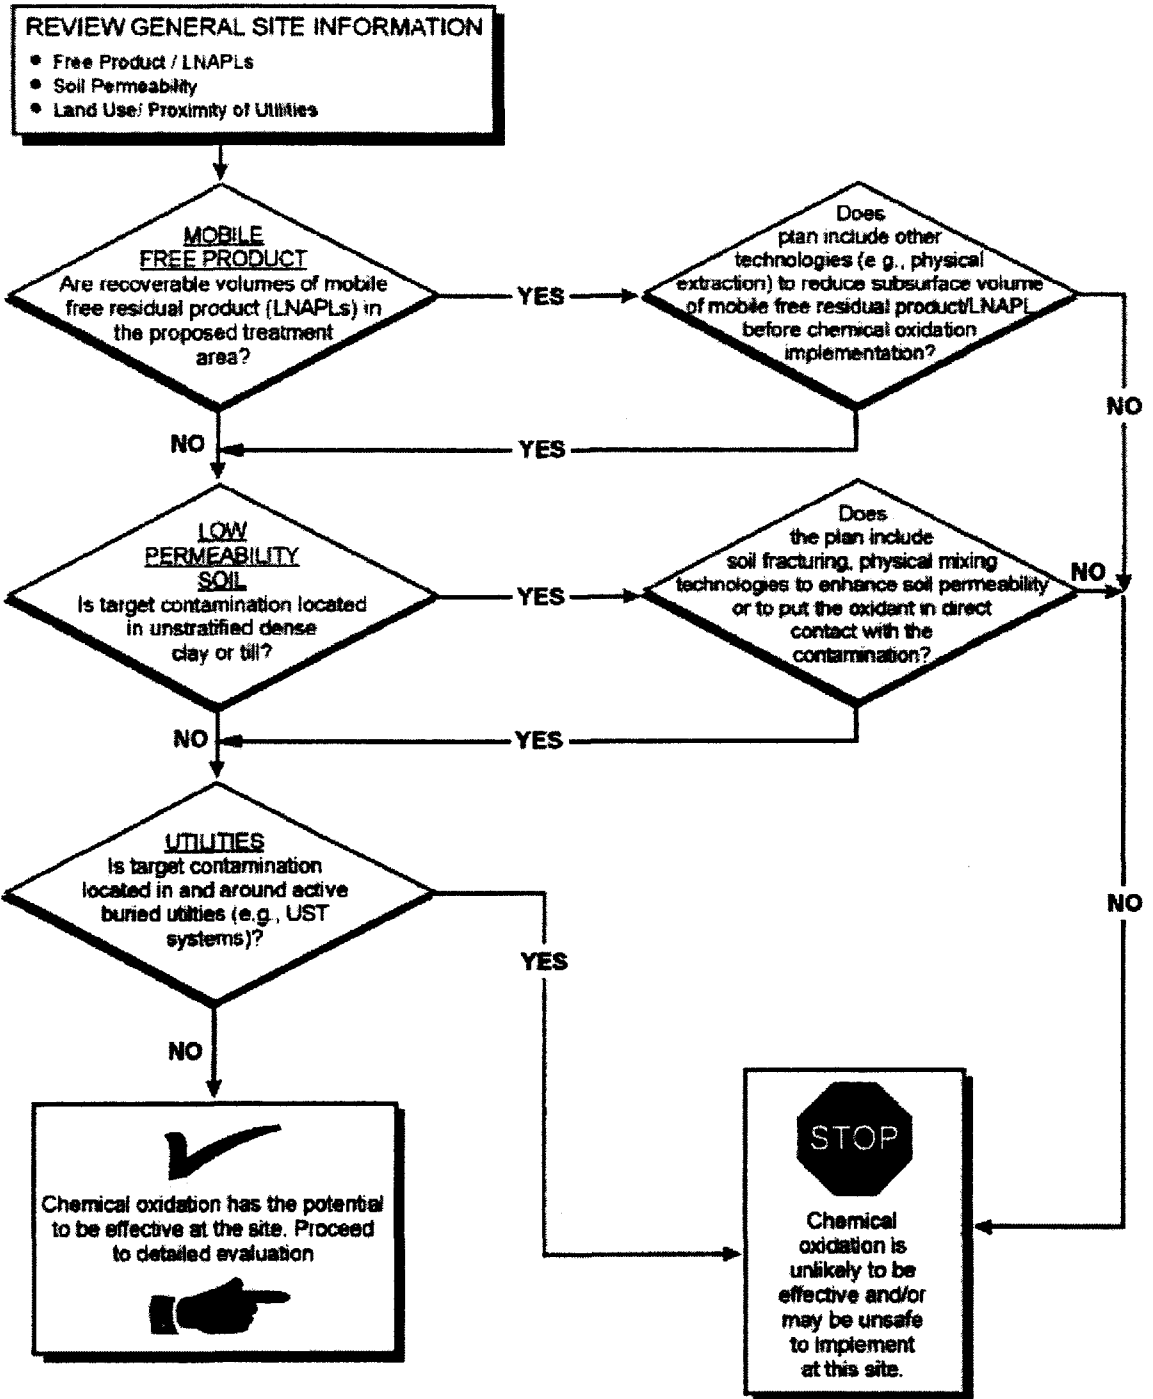 REVIEW GENERAL SITE INFORMATION
• Free Product / LNAPLs
• Soil Permeability
• Land Use/ Proximity of Utilities
MOBILE
FREE PRODUCT
Are recoverable volumes of mobile
free residual product (LNAPLs) in
the proposed treatment
area?
YES
Does
plan include other
technologies (e g., physical
extraction) to reduce subsurface volume
of mobile free residual product/LNAPL
before chemical oxidation
implementation?
NO
NO
YES
LOW
PERMEABILITY
SOIL
Is target contamination located
in unstratified dense
clay or till?
YES
Does
the plan include
soil fracturing, physical mixing
technologies to enhance soil permeability
or to put the oxidant in direct
contact with the
contamination?
NO
NO
YES
UTILITIES
Is target contamination
located in and around active
buried utilties (e.g., UST
systems)?
YES
NO
NO
Chemical oxidation has the potential
to be effective at the site. Proceed
to detailed evaluation
STOP
Chemical
oxidation is
unlikely to be
effective and/or
may be unsafe
to implement
at this site.